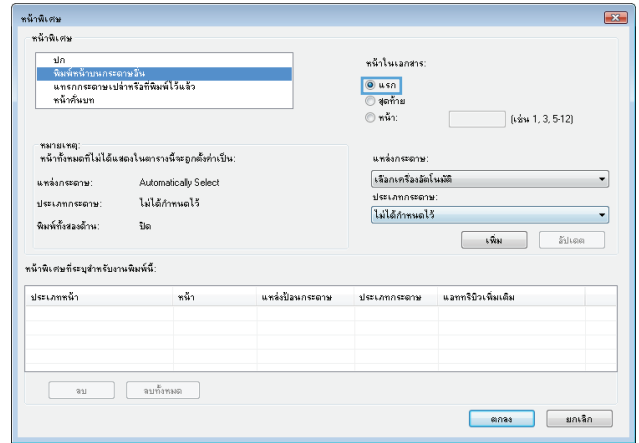 หน้าพิเศษ
หน้าพิเศษ
ปก
พิมพ์หน้าบนกระดาษอื่น
แทรกกระดาษเปล่าหรือที่พิมพ์ไว้แล้ว
หน้าคั่นบท
หน้าในเอกสาร:
แรก
สุดท้าย
หน้า:
(เช่น 1, 3, 5-12)
หมายเหตุ:
หน้าทั้งหมดที่ไม่ได้แสดงในตารางนี้จะถูกตั้งค่าเป็น:
แหล่งกระดาษ: Automatically Select
ประเภทกระดาษ: ไม่ได้กำหนดไว้
พิมพ์ทั้งสองด้าน: ปิด
แหล่งกระดาษ:
เลือกเครื่องอัตโนมัติ
ประเภทกระดาษ:
ไม่ได้กำหนดไว้
เพิ่ม อัปเดต
หน้าพิเศษที่ระบุสำหรับงานพิมพ์นี้:
ประเภทหน้า หน้า แหล่งป้อนกระดาษ ประเภทกระดาษ แอททริบิวเพิ่มเติม
ลบ ลบทั้งหมด
ตกลง ยกเลิก